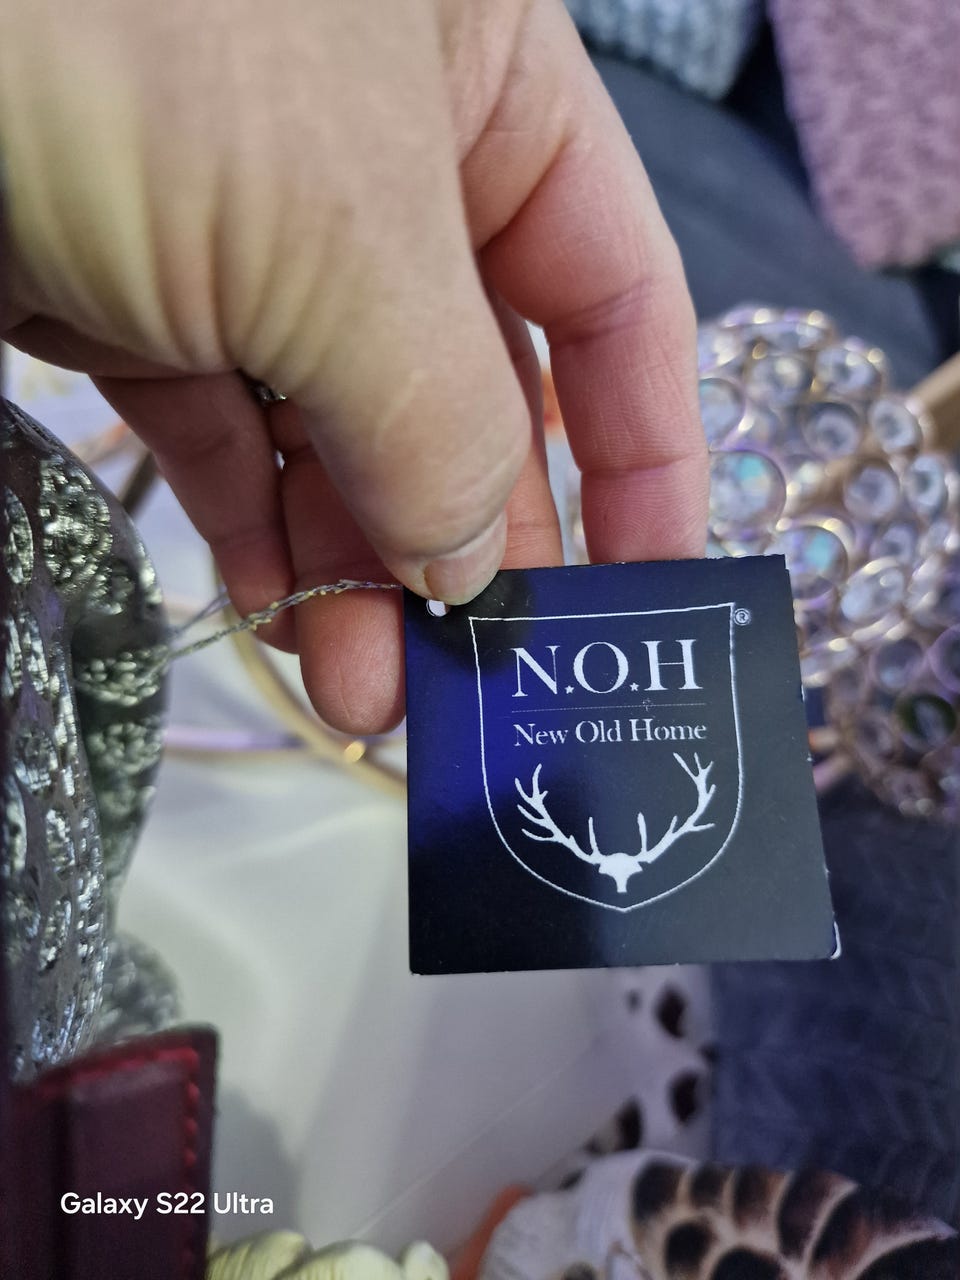 ®
N.O.H
New Old Home
Galaxy S22 Ultra